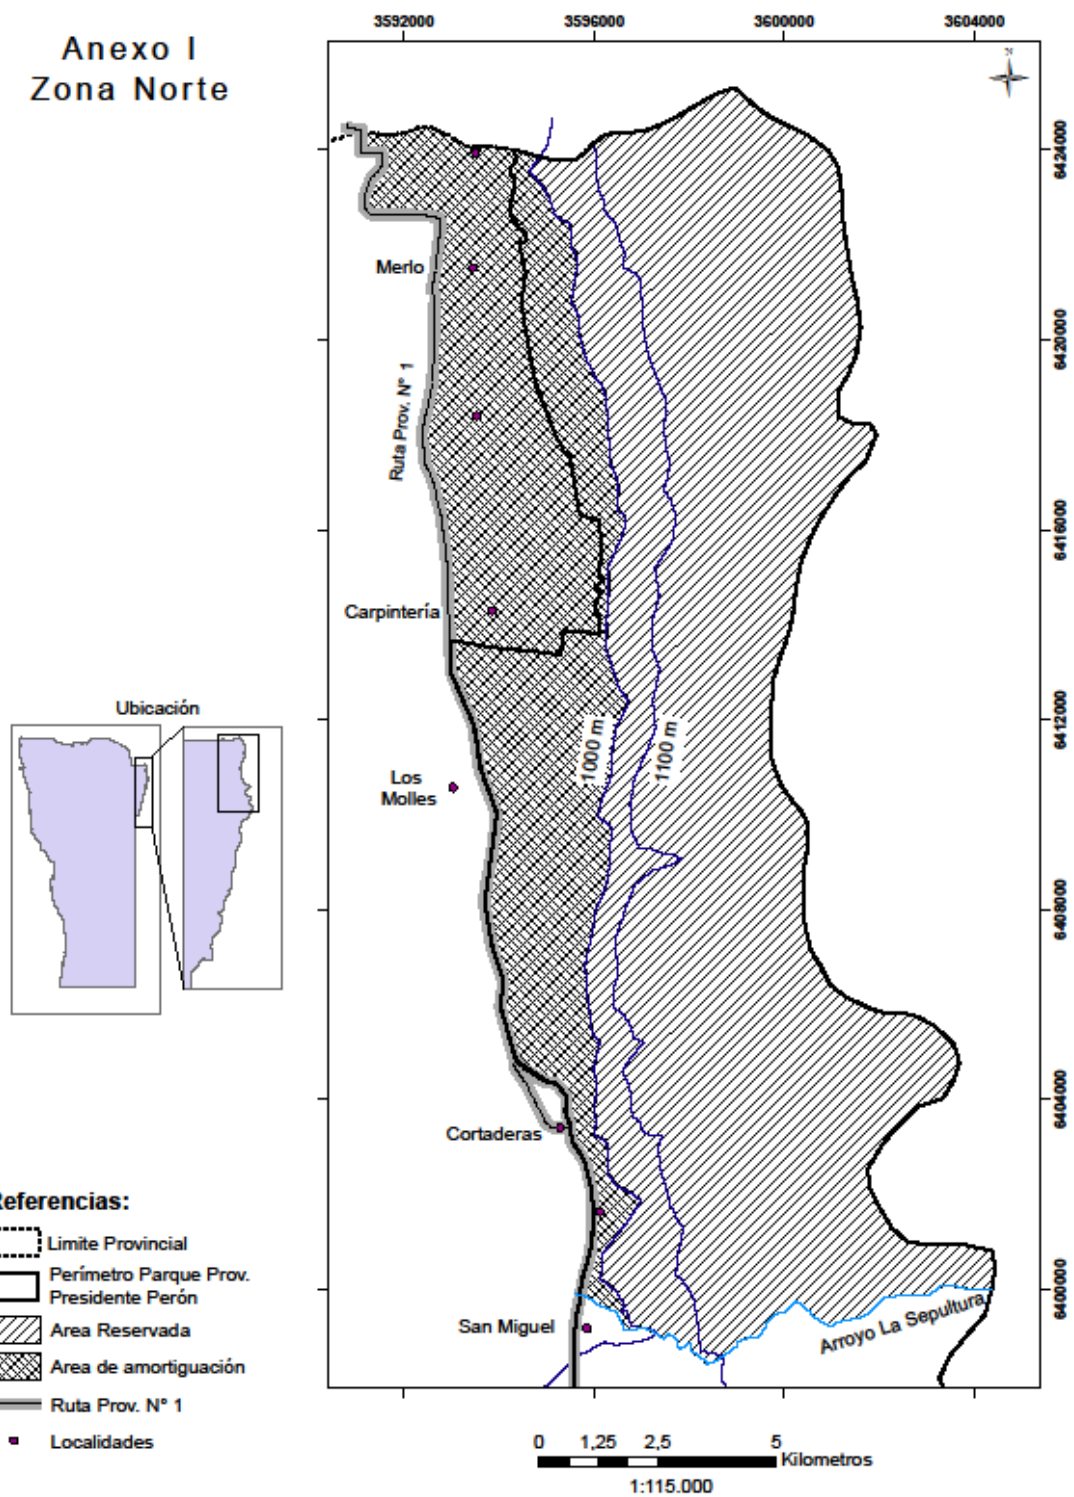 Anexo I
Zona Norte
3592000
3596000
3600000
3604000
N
6424000
6420000
6416000
6412000
6408000
6404000
6400000
Merlo
Ruta Prov. N° 1
Carpintería
1000 m
1100 m
Ubicación
Los
Molles
Cortaderas
San Miguel
Arroyo La Sepultura
Referencias:
Limite Provincial
Perímetro Parque Prov.
Presidente Perón
Area Reservada
Area de amortiguación
Ruta Prov. N° 1
Localidades
0 1,25 2,5 5
Kilometros
1:115.000